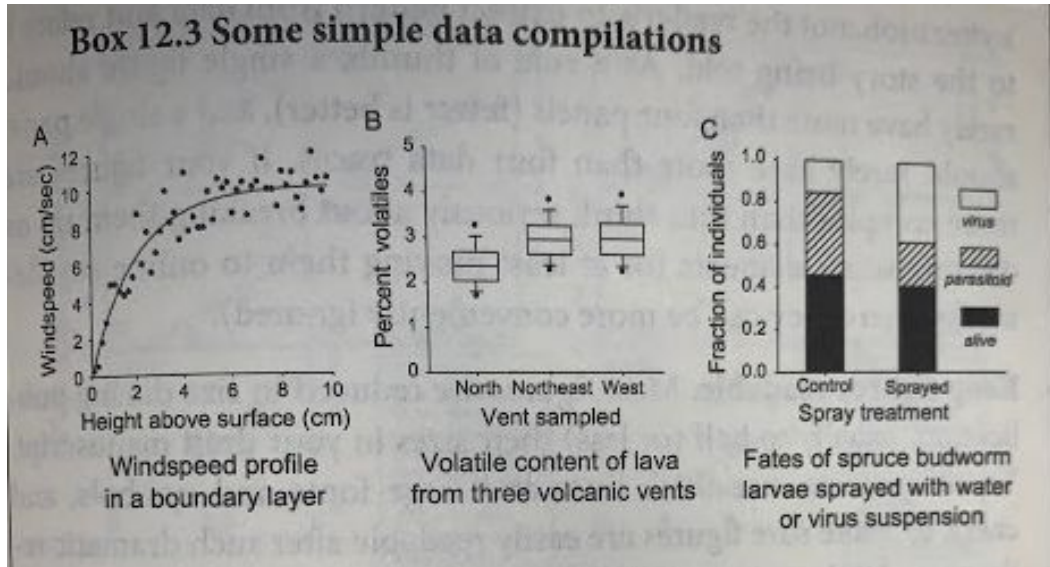 Box 12.3 Some simple data compilations
A
Windspeed (cm/sec)
12
10
8
6
4
2
0
0 2 4 6 8 10
Height above surface (cm)
Windspeed profile
in a boundary layer
B
Percent volatiles
5
4
3
2
1
0
North Northeast West
Vent sampled
Volatile content of lava
from three volcanic vents
C
Fraction of individuals
1.0
0.8
0.6
0.4
0.2
0.0
virus
parasitoid
alive
Control Sprayed
Spray treatment
Fates of spruce budworm
larvae sprayed with water
or virus suspension